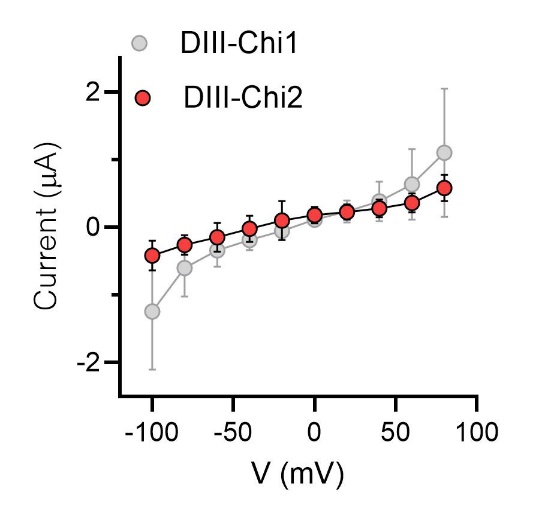 DIII-Chi1
DIII-Chi2
Current (μA)
2
0
-2
-100 -50 0 50 100
V (mV)